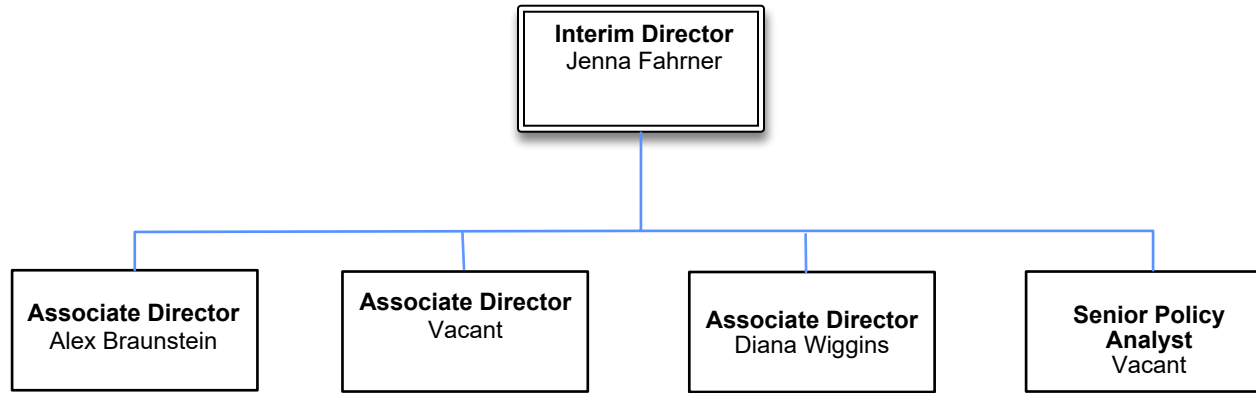 Interim Director
Jenna Fahrner
Associate Director
Alex Braunstein
Associate Director
Vacant
Associate Director
Diana Wiggins
Senior Policy
Analyst
Vacant